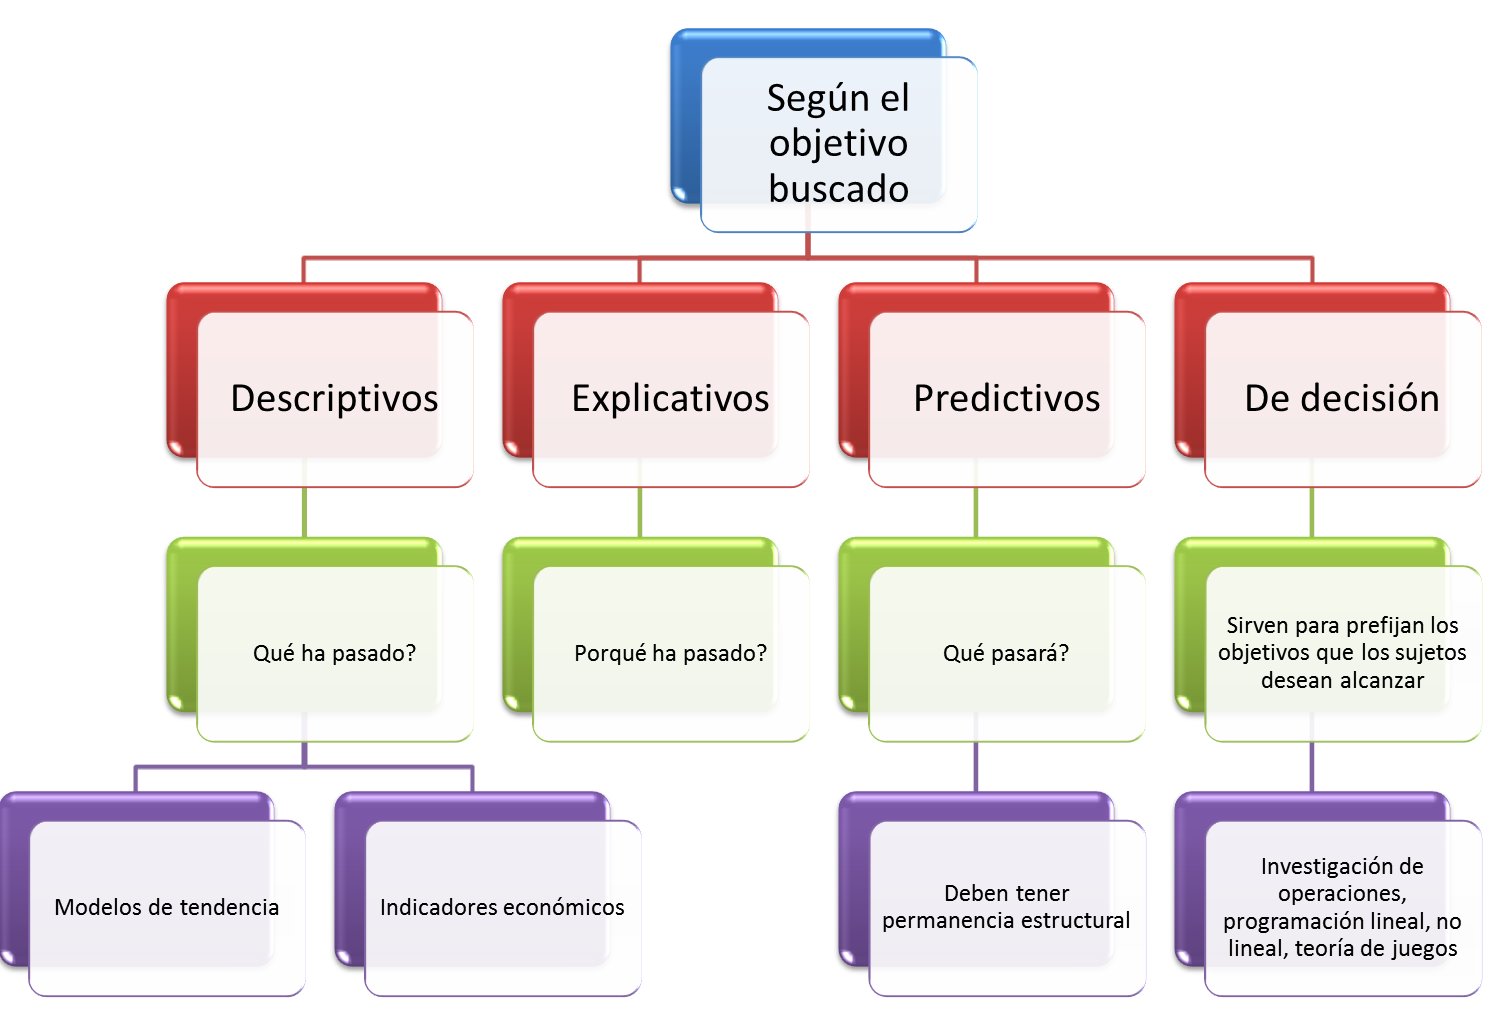 Según el
objetivo
buscado
Descriptivos
Explicativos
Predictivos
De decisión
Qué ha pasado?
Porqué ha pasado?
Qué pasará?
Sirven para prefijan los
objetivos que los sujetos
desean alcanzar
Modelos de tendencia
Indicadores económicos
Deben tener
permanencia estructural
Investigación de
operaciones,
programación lineal, no
lineal, teoría de juegos